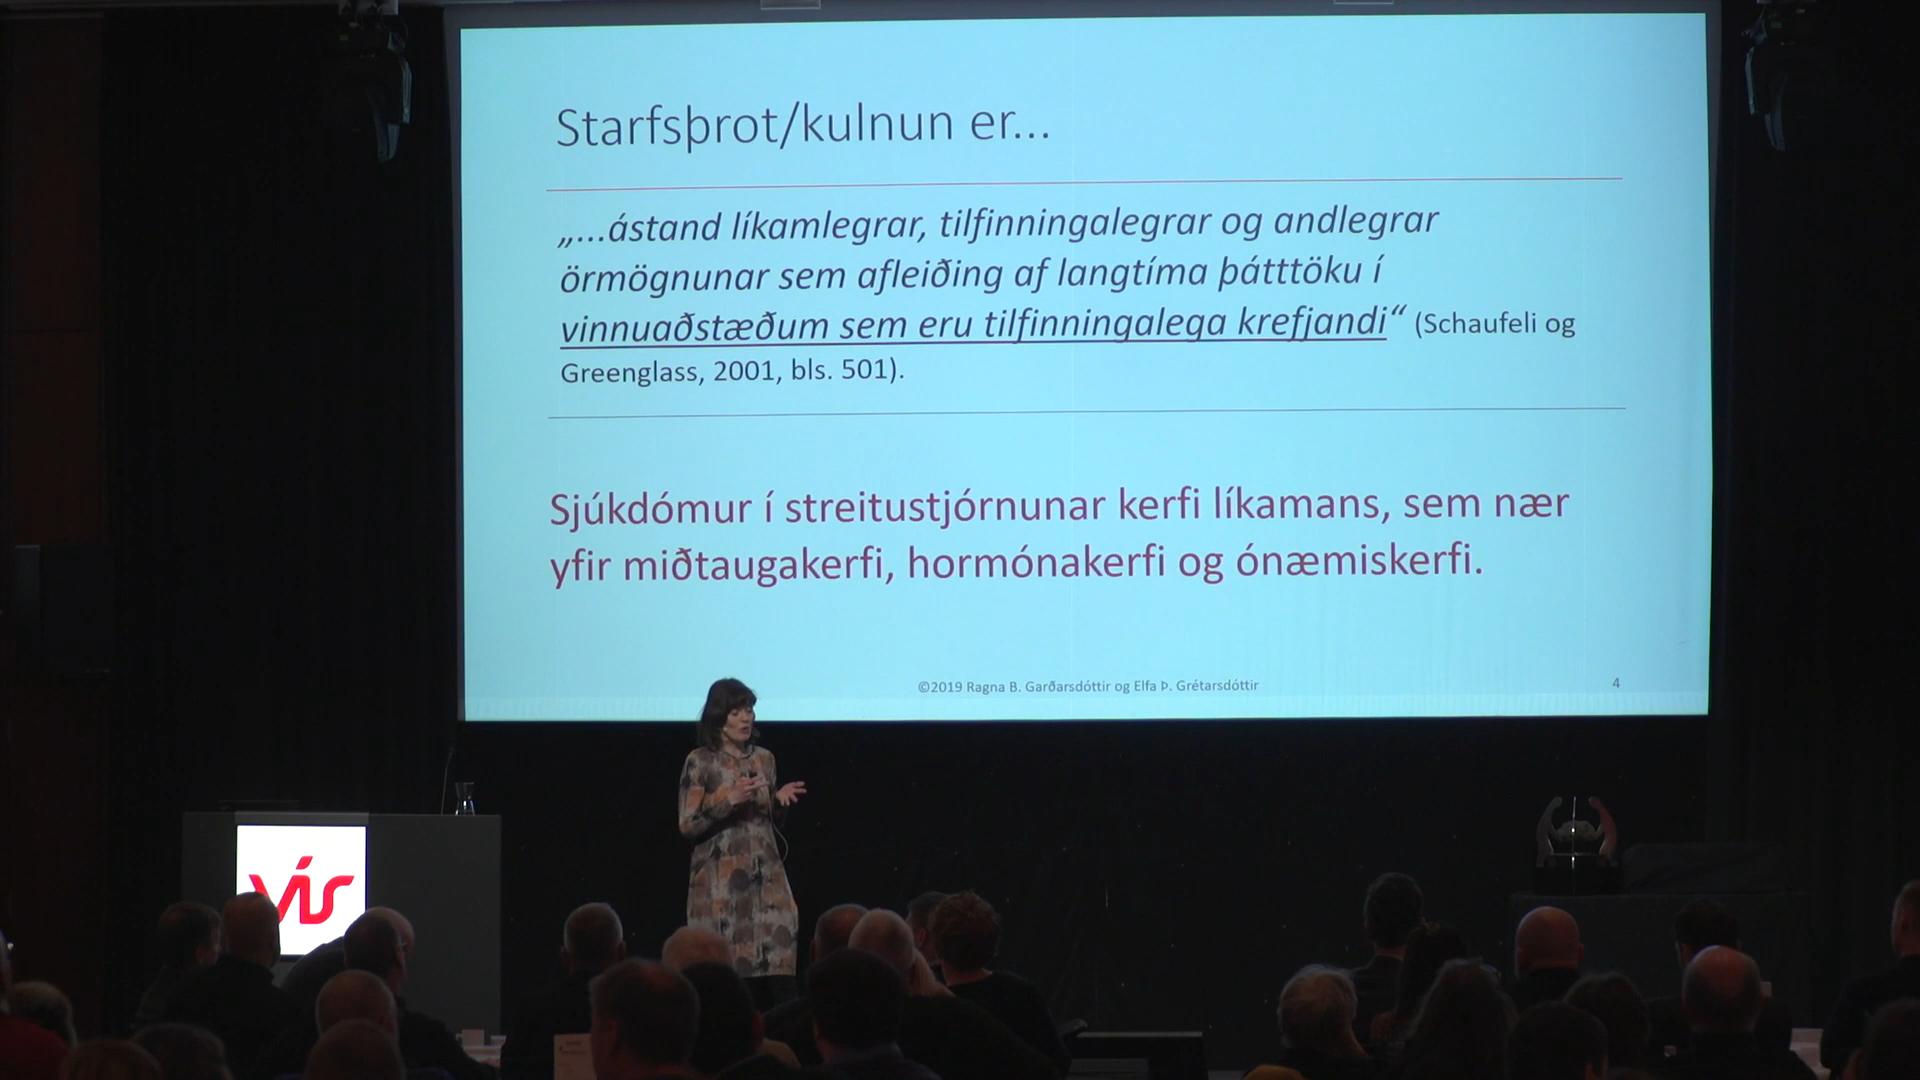 Starfsþrot/kulnun er...
„...ástand líkamlegrar, tilfinningalegrar og andlegrar
örmögnunar sem afleiðing af langtíma þátttöku í
vinnuaðstæðum sem eru tilfinningalega krefjandi“ (Schaufeli og
Greenglass, 2001, bls. 501).
Sjúkdómur í streitustjórnunar kerfi líkamans, sem nær
yfir miðtaugakerfi, hormónakerfi og ónæmiskerfi.
©2019 Ragna B. Garðarsdóttir og Elfa Þ. Grétarsdóttir
4
vís